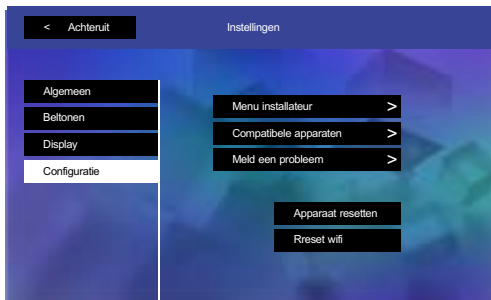 < Achteruit
Instellingen
Algemeen
Beltonen
Display
Configuratie
Menu installateur >
Compatibele apparaten >
Meld een probleem >
Apparaat resetten
Rreset wifi